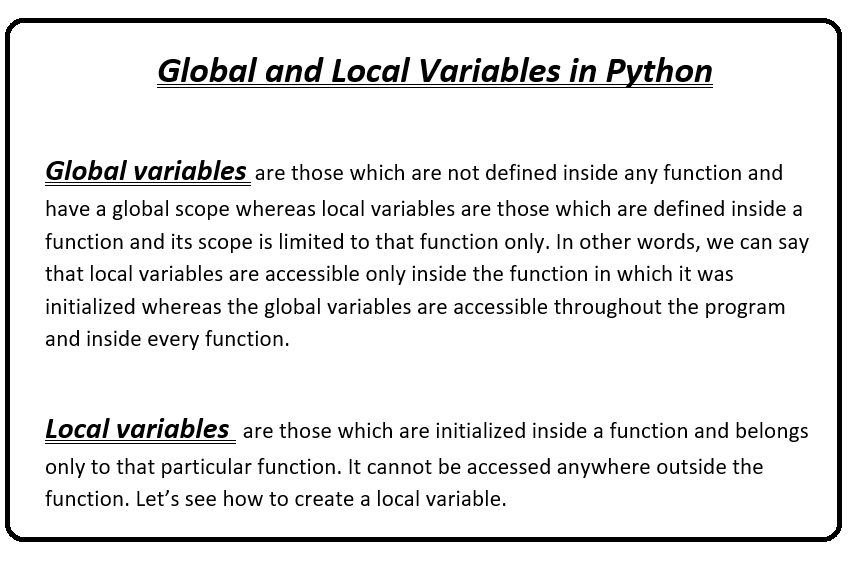 Global and Local Variables in Python
Global variables are those which are not defined inside any function and
have a global scope whereas local variables are those which are defined inside a
function and its scope is limited to that function only. In other words, we can say
that local variables are accessible only inside the function in which it was
initialized whereas the global variables are accessible throughout the program
and inside every function.
Local variables are those which are initialized inside a function and belongs
only to that particular function. It cannot be accessed anywhere outside the
function. Let’s see how to create a local variable.